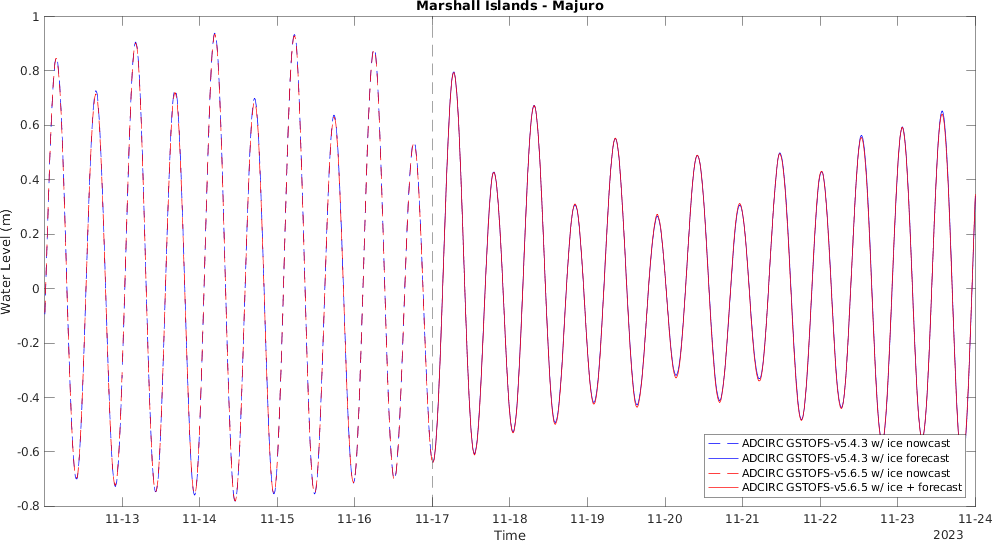 Marshall Islands - Majuro
1
0.8
0.6
0.4
0.2
0
-0.2
-0.4
-0.6
-0.8
Water Level (m)
ADCIRC GSTOFS-v5.4.3 w/ ice nowcast
ADCIRC GSTOFS-v5.4.3 w/ ice forecast
ADCIRC GSTOFS-v5.6.5 w/ ice nowcast
ADCIRC GSTOFS-v5.6.5 w/ ice + forecast
11-13 11-14 11-15 11-16 11-17 11-18 11-19 11-20 11-21 11-22 11-23 11-24
Time
2023